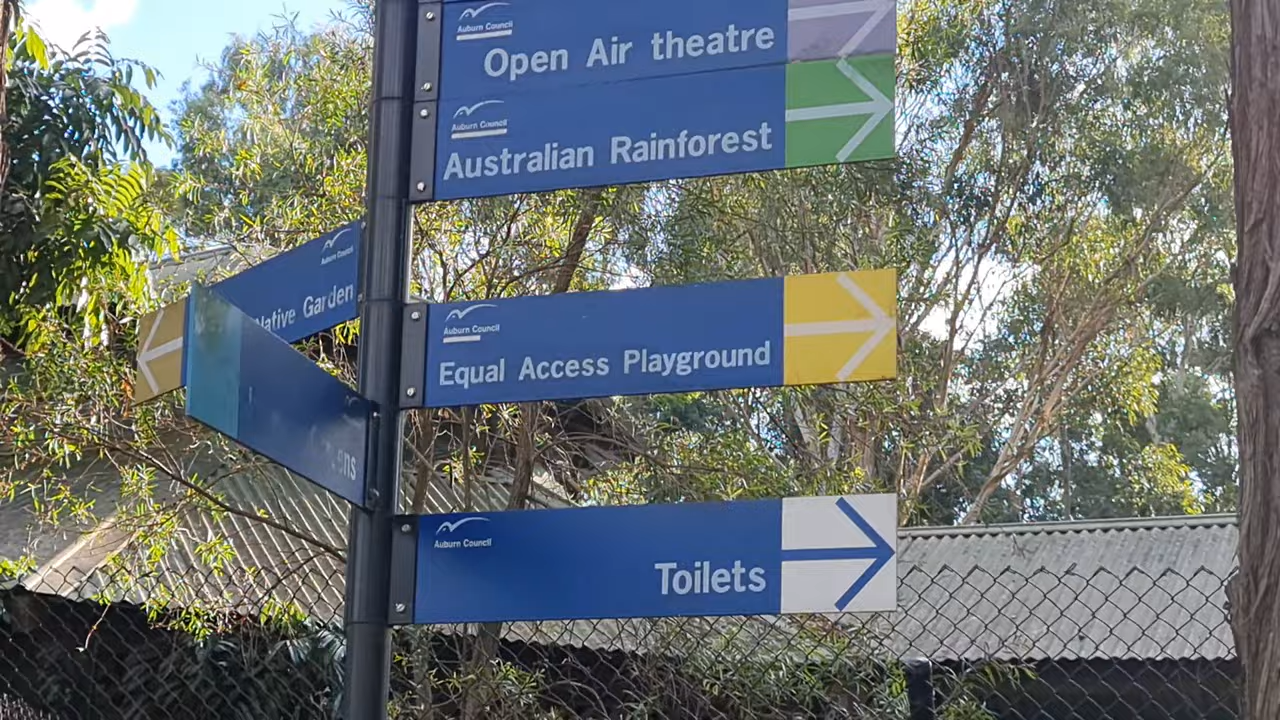 Auburn Council
Open Air theatre
Auburn Council
Australian Rainforest
Auburn Council
Native Garden
Auburn Council
Equal Access Playground
Auburn Council
Toilets